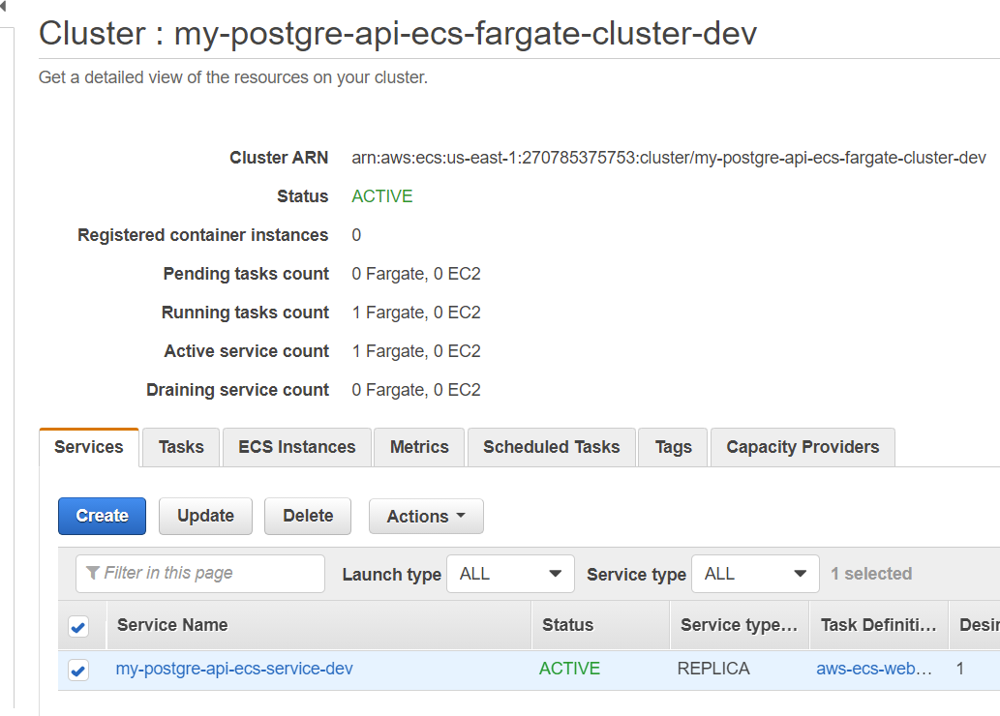 Cluster : my-postgre-api-ecs-fargate-cluster-dev
Get a detailed view of the resources on your cluster.
Cluster ARN arn:aws:ecs:us-east-1:270785375753:cluster/my-postgre-api-ecs-fargate-cluster-dev
Status ACTIVE
Registered container instances 0
Pending tasks count 0 Fargate, 0 EC2
Running tasks count 1 Fargate, 0 EC2
Active service count 1 Fargate, 0 EC2
Draining service count 0 Fargate, 0 EC2
Services Tasks ECS Instances Metrics Scheduled Tasks Tags Capacity Providers
Create Update Delete Actions
Filter in this page Launch type ALL Service type ALL 1 selected
Service Name Status Service type... Task Definiti... Desir
my-postgre-api-ecs-service-dev ACTIVE REPLICA aws-ecs-web... 1